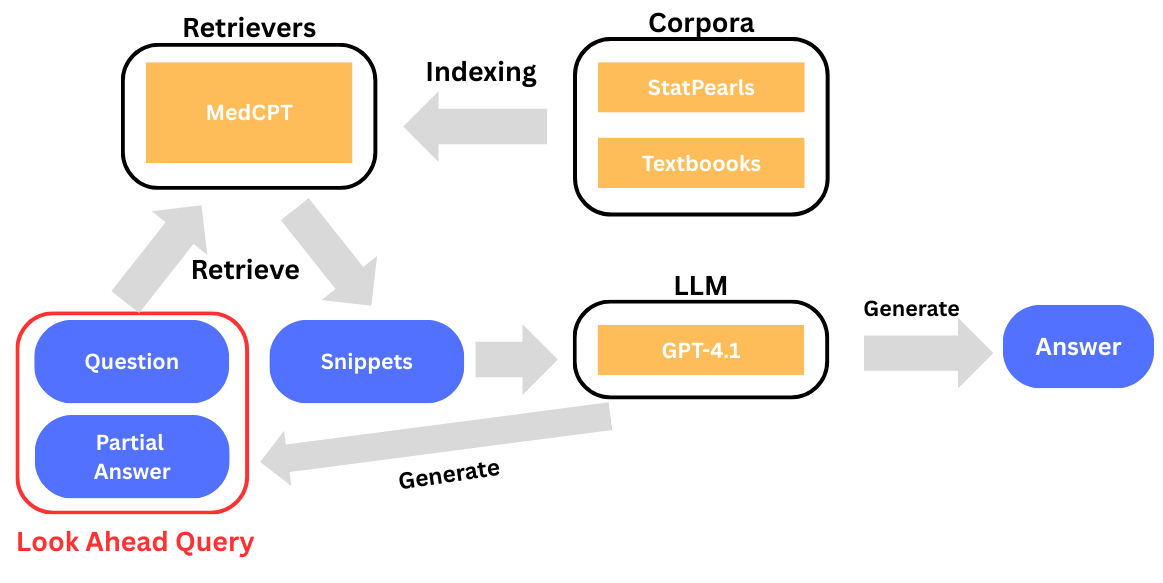 Retrievers
MedCPT
Indexing
Corpora
StatPearls
Textboooks
Retrieve
Question
Partial
Answer
Look Ahead Query
Snippets
LLM
GPT-4.1
Generate
Generate
Answer